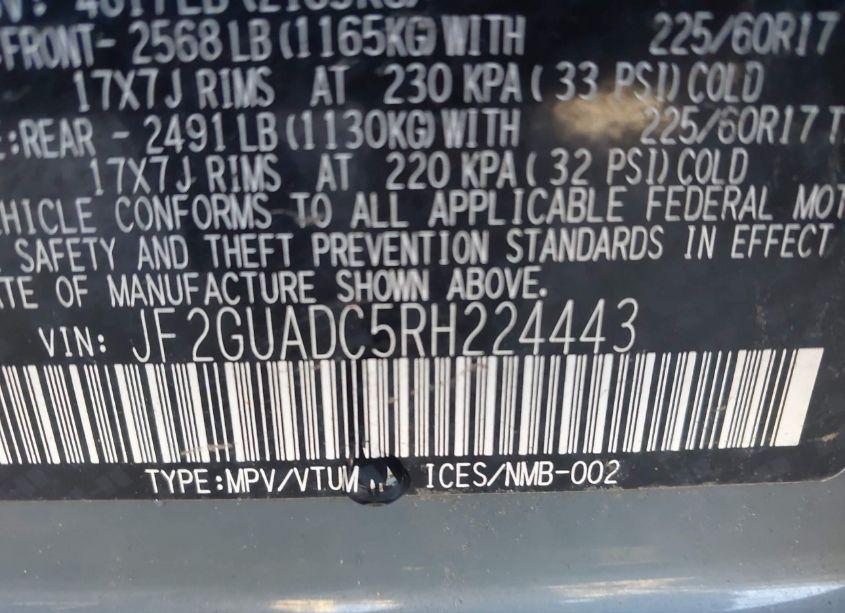 FRONT- 2568 LB (1165KG) WITH 225/60R17
17X7J RIMS AT 230 KPA ( 33 PSI) COLD
REAR - 2491 LB (1130KG) WITH 225/60R17
17X7J RIMS AT 220 KPA ( 32 PSI) COLD
EHICLE CONFORMS TO ALL APPLICABLE FEDERAL MOT
SAFETY AND THEFT PREVENTION STANDARDS IN EFFECT
TE OF MANUFACTURE SHOWN ABOVE.
VIN: JF2GUADC5RH224443
TYPE:MPV/VTUM ICES/NMB-002